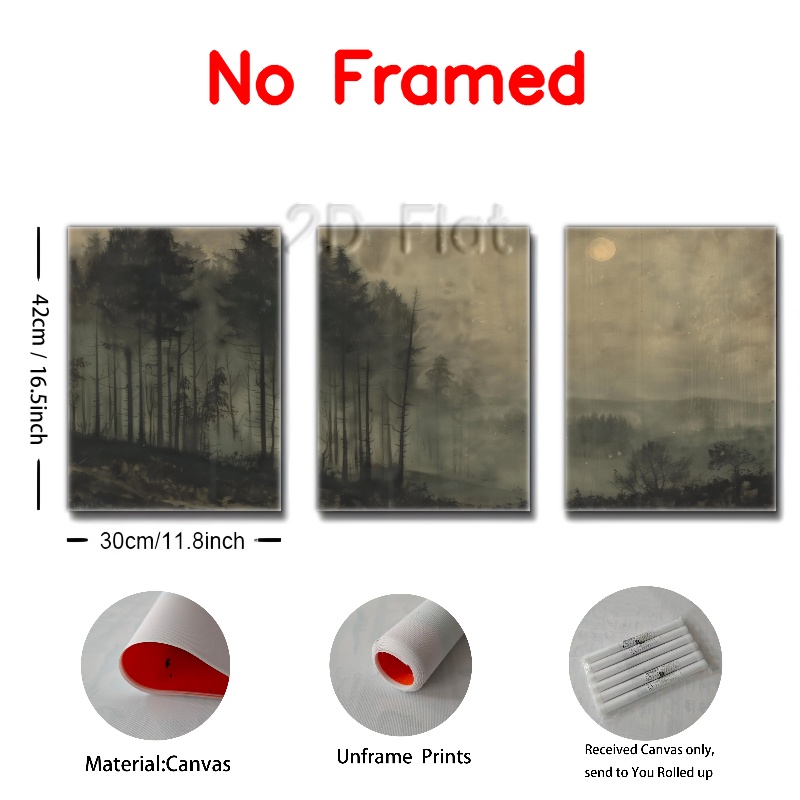 No Framed
2D Flat
42cm / 16.5inch
30cm/11.8inch
Material:Canvas
Unframe Prints
Received Canvas only,
send to You Rolled up